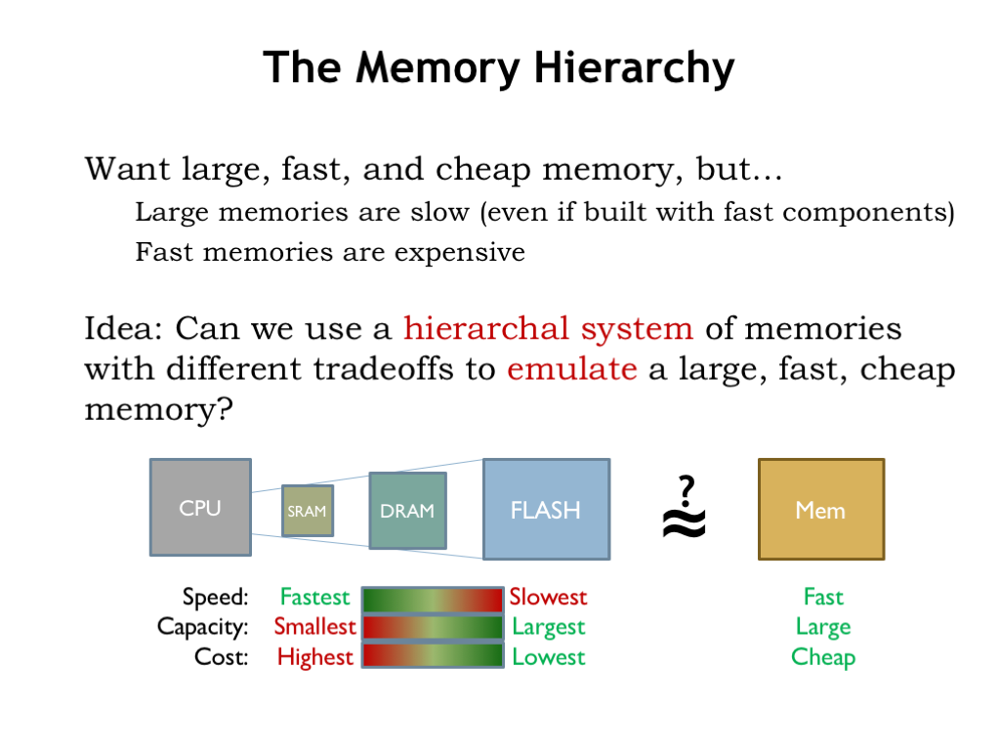 The Memory Hierarchy
Want large, fast, and cheap memory, but…
Large memories are slow (even if built with fast components)
Fast memories are expensive
Idea: Can we use a hierarchal system of memories
with different tradeoffs to emulate a large, fast, cheap
memory?
CPU
SRAM
DRAM
FLASH
?
≈
Mem
Speed: Fastest Slowest Fast
Capacity: Smallest Largest Large
Cost: Highest Lowest Cheap